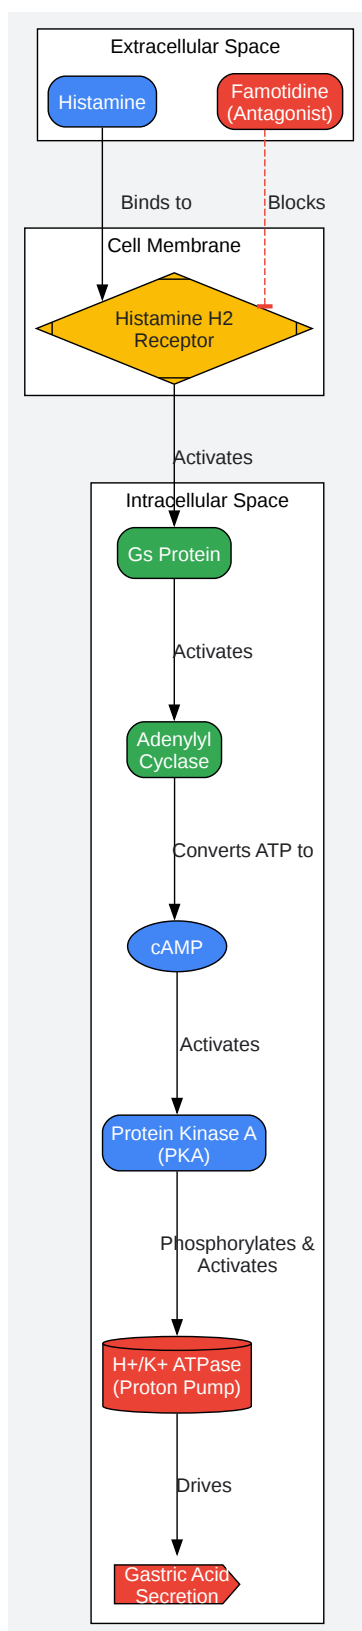 Extracellular Space
Histamine
Famotidine
(Antagonist)
Binds to
Blocks
Cell Membrane
Histamine H2
Receptor
Activates
Intracellular Space
Gs Protein
Activates
Adenylyl
Cyclase
Converts ATP to
cAMP
Activates
Protein Kinase A
(PKA)
Phosphorylates &
Activates
H+/K+ ATPase
(Proton Pump)
Drives
Gastric Acid
Secretion